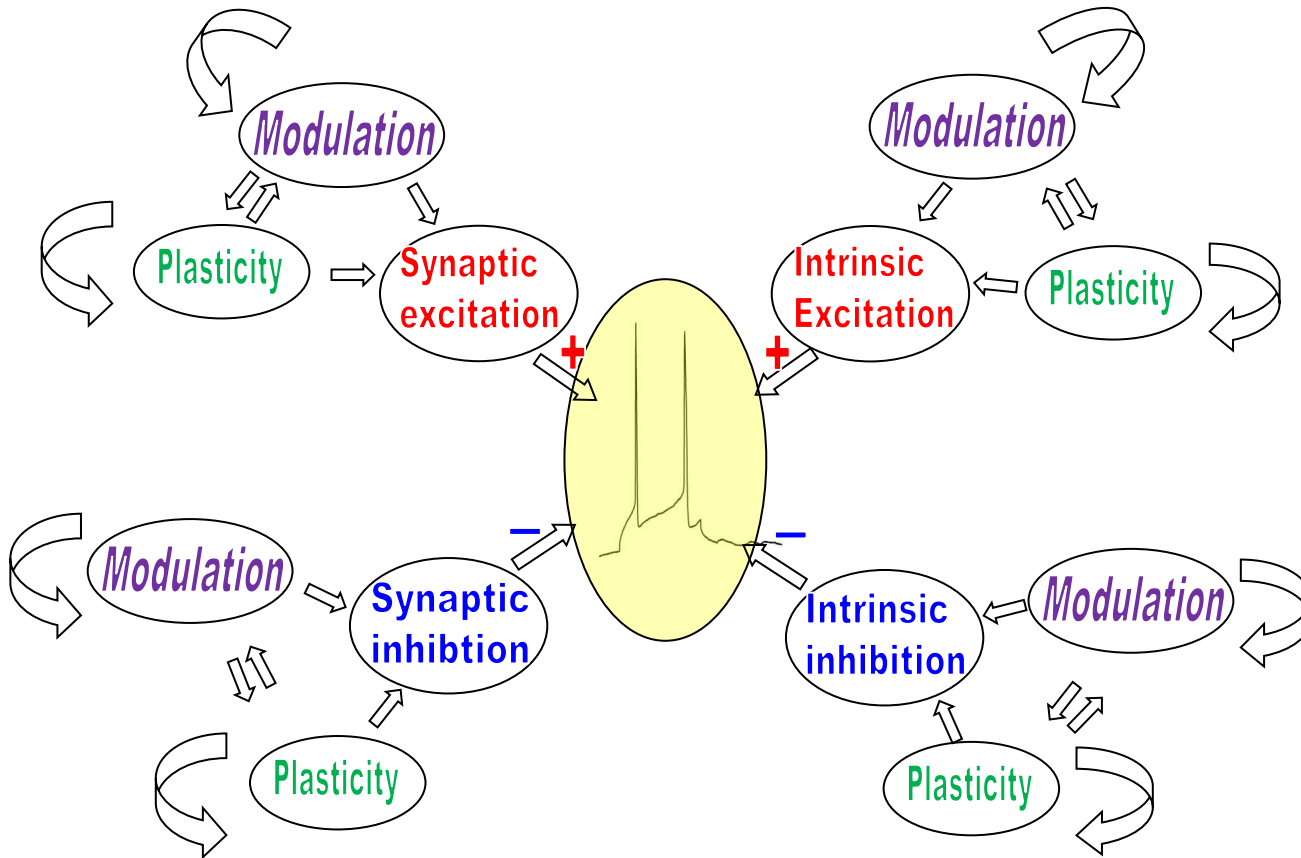 Modulation
Plasticity
Synaptic
excitation
+
Modulation
Intrinsic
Excitation
Plasticity
+
Modulation
Synaptic
inhibtion
Plasticity
–
Intrinsic
inhibition
Modulation
Plasticity
–